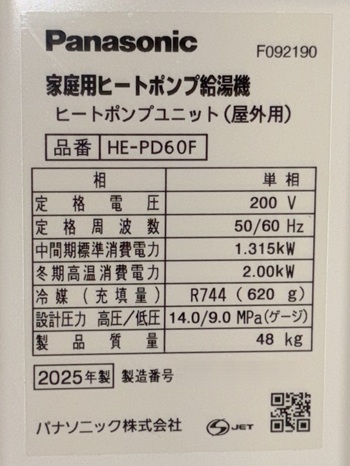 Panasonic
F092190
家庭用ヒートポンプ給湯機
ヒートポンプユニット(屋外用)
品番 HE-PD60F
相 単相
定格電圧 200 V
定格周波数 50/60 Hz
中間期標準消費電力 1.315kW
冬期高温消費電力 2.00kW
冷媒(充填量) R744 (620 g)
設計圧力 高圧/低圧 14.0/9.0 MPa(ゲージ)
製品質量 48 kg
2025年製 製造番号
パナソニック株式会社 JET